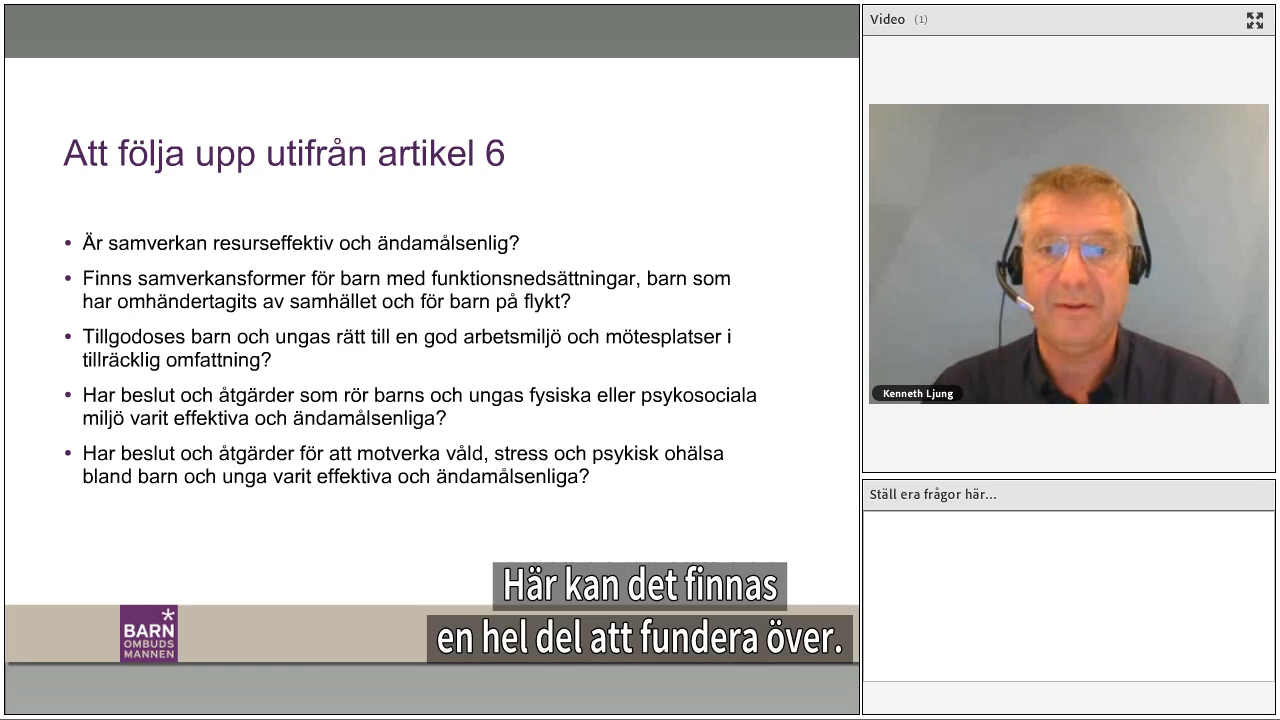 Att följa upp utifrån artikel 6
• Är samverkan resurseffektiv och ändamålsenlig?
• Finns samverkansformer för barn med funktionsnedsättningar, barn som
har omhändertagits av samhället och för barn på flykt?
• Tillgodoses barn och ungas rätt till en god arbetsmiljö och mötesplatser i
tillräcklig omfattning?
• Har beslut och åtgärder som rör barns och ungas fysiska eller psykosociala
miljö varit effektiva och ändamålsenliga?
• Har beslut och åtgärder för att motverka våld, stress och psykisk ohälsa
bland barn och unga varit effektiva och ändamålsenliga?
BARN
OMBUDS
MANNEN
Här kan det finnas
en hel del att fundera över.
Video (1)
Kenneth Ljung
Ställ era frågor här...